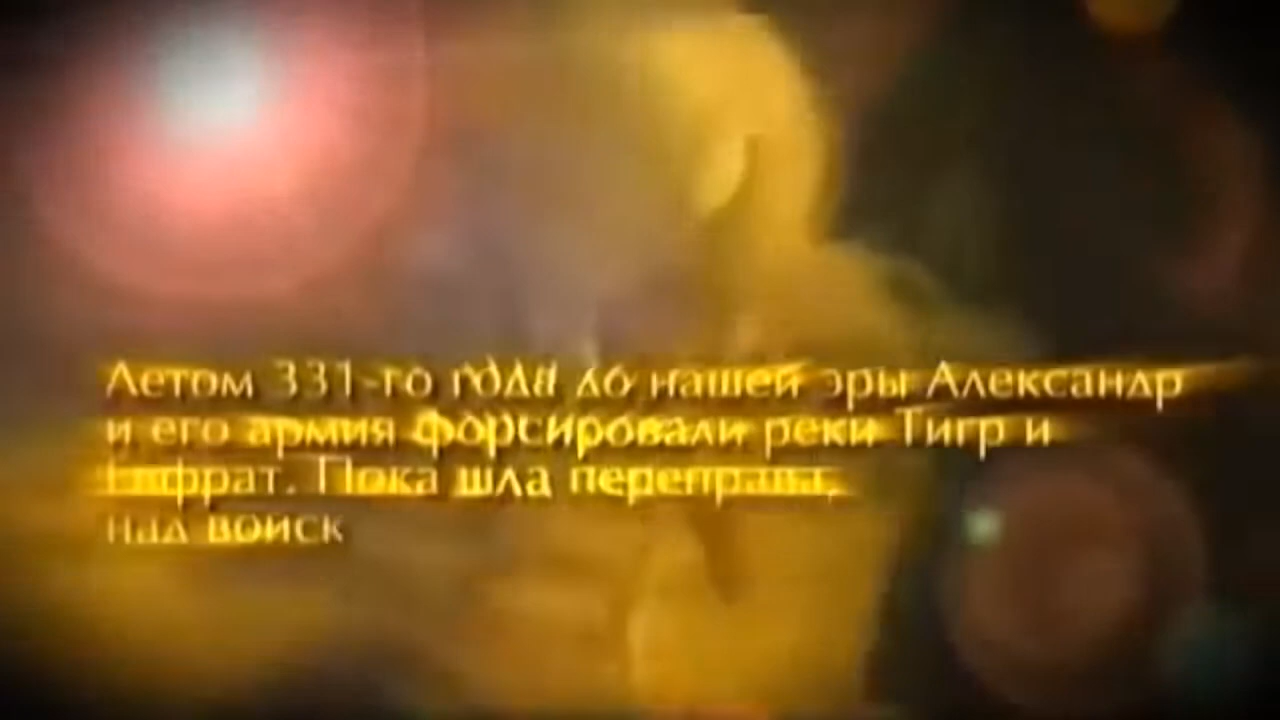 Летом 331-го года до нашей эры Александр
и его армия форсировали реки Тигр и
Евфрат. Пока шла переправа,
над войск